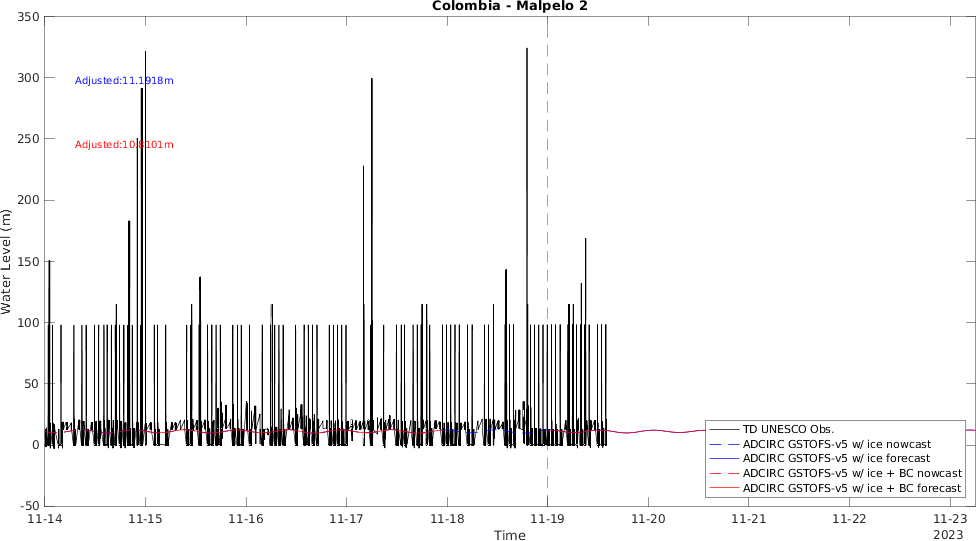 Colombia - Malpelo 2
350
300
250
200
150
100
50
0
-50
Water Level (m)
Adjusted:11.1918m
Adjusted:10.8101m
TD UNESCO Obs.
ADCIRC GSTOFS-v5 w/ ice nowcast
ADCIRC GSTOFS-v5 w/ ice forecast
ADCIRC GSTOFS-v5 w/ ice + BC nowcast
ADCIRC GSTOFS-v5 w/ ice + BC forecast
11-14 11-15 11-16 11-17 11-18 11-19 11-20 11-21 11-22 11-23
2023
Time